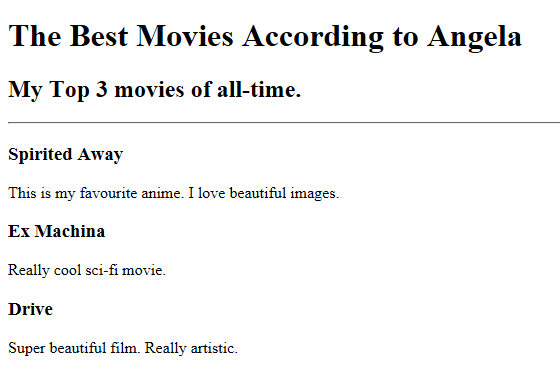 The Best Movies According to Angela
My Top 3 movies of all-time.
Spirited Away
This is my favourite anime. I love beautiful images.
Ex Machina
Really cool sci-fi movie.
Drive
Super beautiful film. Really artistic.